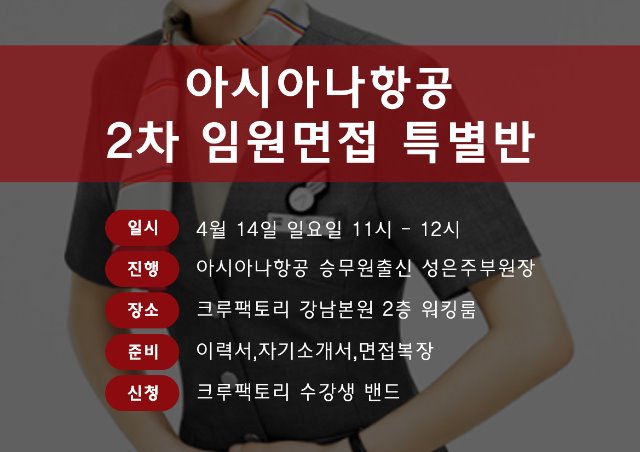 아시아나항공
2차 임원면접 특별반
일시 4월 14일 일요일 11시 - 12시
진행 아시아나항공 승무원출신 성은주부원장
장소 크루팩토리 강남본원 2층 워킹룸
준비 이력서,자기소개서,면접복장
신청 크루팩토리 수강생 밴드